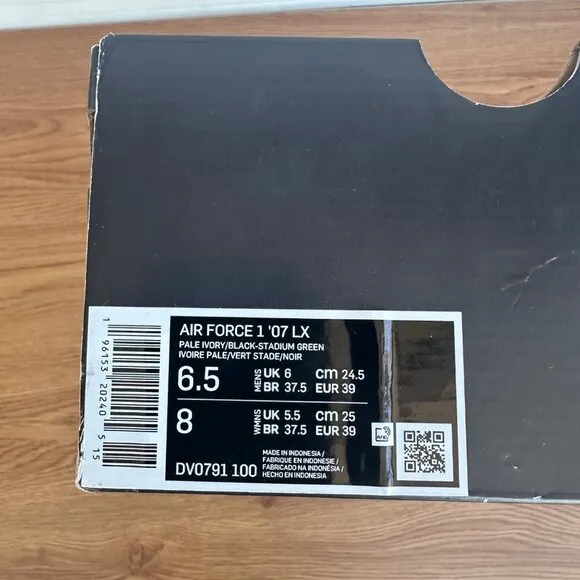 AIR FORCE 1 '07 LX
PALE IVORY/BLACK-STADIUM GREEN
IVOIRE PALE/VERT STADE/NOIR
6.5 MENS UK 6 CM 24.5
BR 37.5 EUR 39
8 WMNS UK 5.5 CM 25
BR 37.5 EUR 39
DV0791 100
MADE IN INDONESIA /
FABRIQUE EN INDONESIE /
FABRICADO NA INDONÉSIA /
HECHO EN INDONESIA
RFID
1 96153 20240 5 15